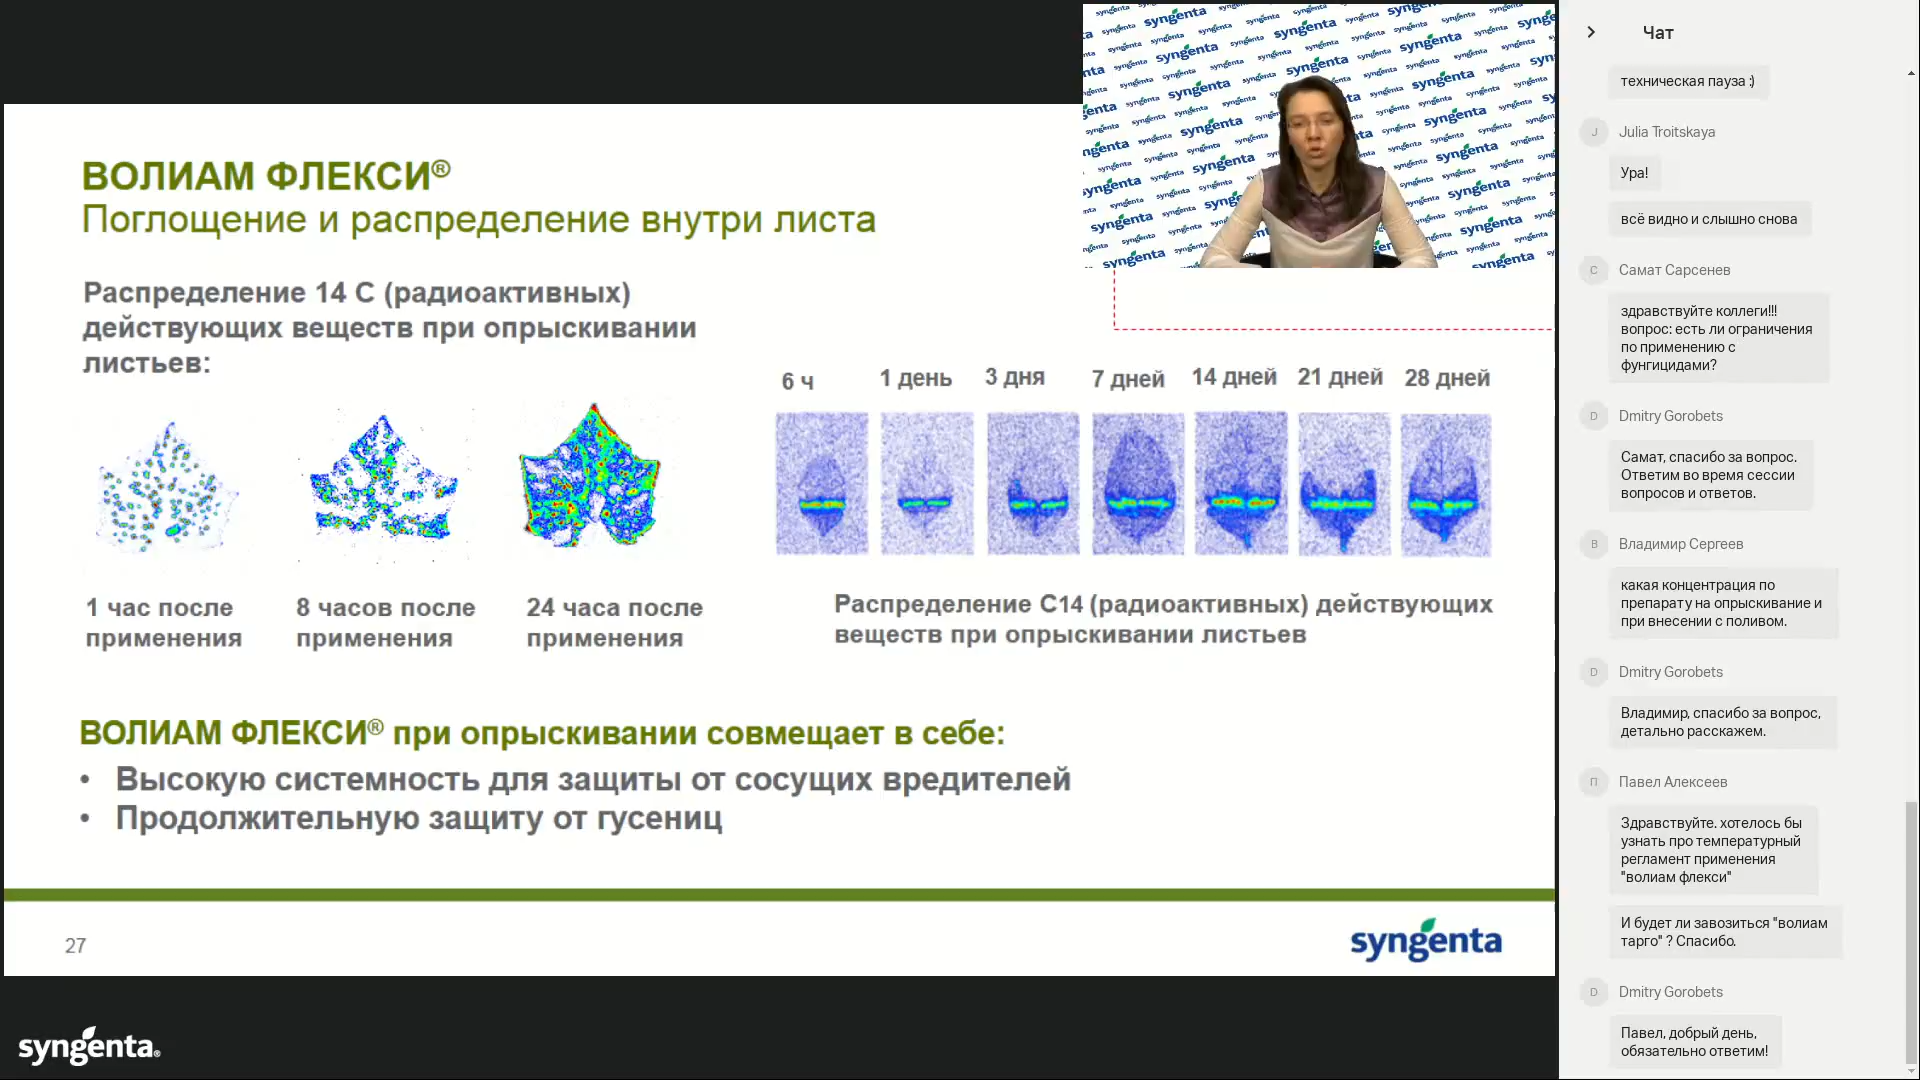 ВОЛИАМ ФЛЕКСИ®
Поглощение и распределение внутри листа
Распределение 14 С (радиоактивных)
действующих веществ при опрыскивании
листьев:
1 час после
применения
8 часов после
применения
24 часа после
применения
6 ч
1 день
3 дня
7 дней
14 дней
21 дней
28 дней
Распределение С14 (радиоактивных) действующих
веществ при опрыскивании листьев
ВОЛИАМ ФЛЕКСИ® при опрыскивании совмещает в себе:
• Высокую системность для защиты от сосущих вредителей
• Продолжительную защиту от гусениц
27
syngenta
syngenta®
syngenta
Чат
техническая пауза :)
J
Julia Troitskaya
Ура!
всё видно и слышно снова
С
Самат Сарсенев
здравствуйте коллеги!!!
вопрос: есть ли ограничения
по применению с
фунгицидами?
D
Dmitry Gorobets
Самат, спасибо за вопрос.
Ответим во время сессии
вопросов и ответов.
В
Владимир Сергеев
какая концентрация по
препарату на опрыскивание и
при внесении с поливом.
D
Dmitry Gorobets
Владимир, спасибо за вопрос,
детально расскажем.
П
Павел Алексеев
Здравствуйте. хотелось бы
узнать про температурный
регламент применения
"волиам флекси"
И будет ли завозиться "волиам
тарго" ? Спасибо.
D
Dmitry Gorobets
Павел, добрый день,
обязательно ответим!